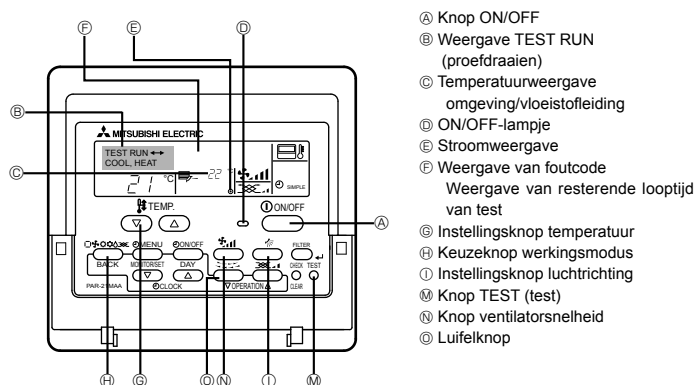 Ⓕ Ⓔ Ⓓ
Ⓑ
MITSUBISHI ELECTRIC
TEST RUN
COOL, HEAT
Ⓒ
21 °C
22 °C
SIMPLE
TEMP.
ON/OFF
Ⓐ
MENU
ON/OFF
FILTER
BACK
MONITOR/SET
DAY
CHECK TEST
PAR-21MAA
CLOCK
OPERATION
CLEAR
Ⓗ Ⓖ Ⓞ Ⓝ Ⓘ Ⓜ
Ⓐ Knop ON/OFF
Ⓑ Weergave TEST RUN
(proefdraaien)
Ⓒ Temperatuurweergave
omgeving/vloeistofleiding
Ⓓ ON/OFF-lampje
Ⓔ Stroomweergave
Ⓕ Weergave van foutcode
Weergave van resterende looptijd
van test
Ⓖ Instellingsknop temperatuur
Ⓗ Keuzeknop werkingsmodus
Ⓘ Instellingsknop luchtrichting
Ⓜ Knop TEST (test)
Ⓝ Knop ventilatorsnelheid
Ⓞ Luifelknop